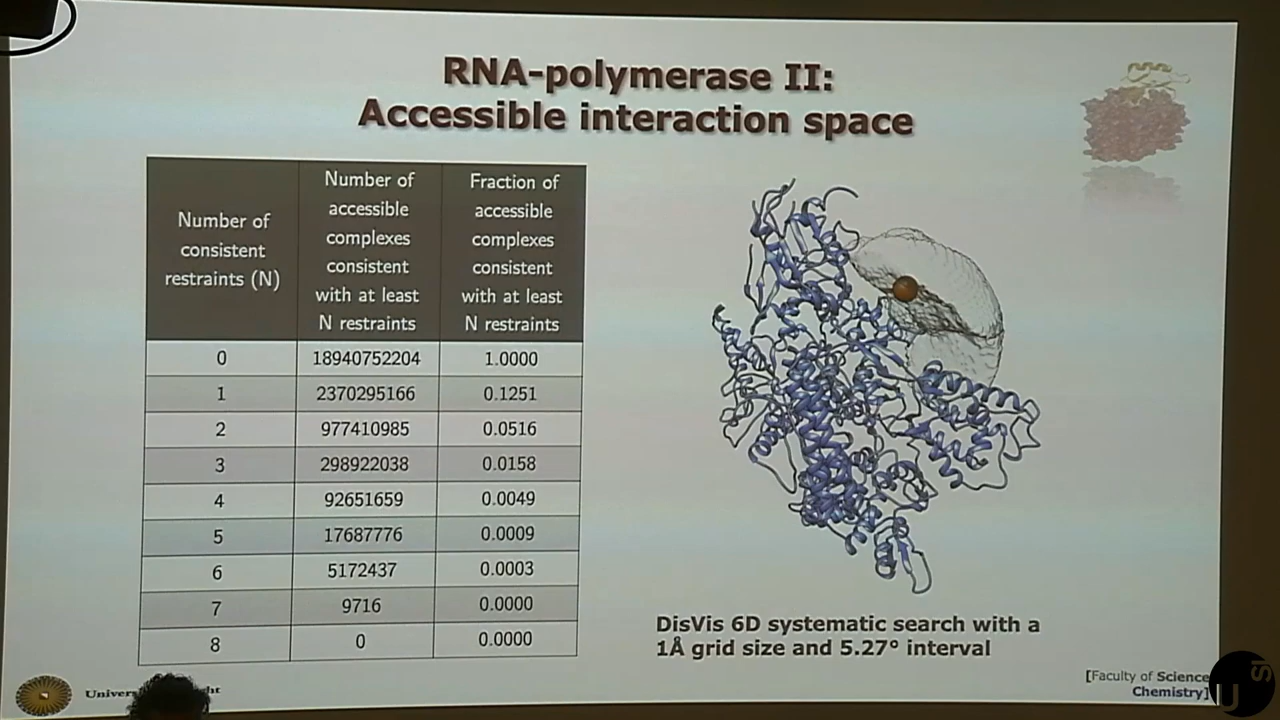 RNA-polymerase II:
Accessible interaction space
Number of
consistent
restraints (N)
Number of
accessible
complexes
consistent
with at least
N restraints
Fraction of
accessible
complexes
consistent
with at least
N restraints
0 18940752204 1.0000
1 2370295166 0.1251
2 977410985 0.0516
3 298922038 0.0158
4 92651659 0.0049
5 17687776 0.0009
6 5172437 0.0003
7 9716 0.0000
8 0 0.0000
DisVis 6D systematic search with a
1Å grid size and 5.27° interval
[Faculty of Science
Chemistry]
U
SI